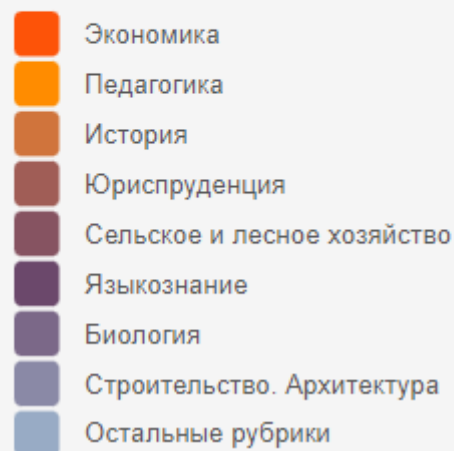 Экономика
Педагогика
История
Юриспруденция
Сельское и лесное хозяйство
Языкознание
Биология
Строительство. Архитектура
Остальные рубрики